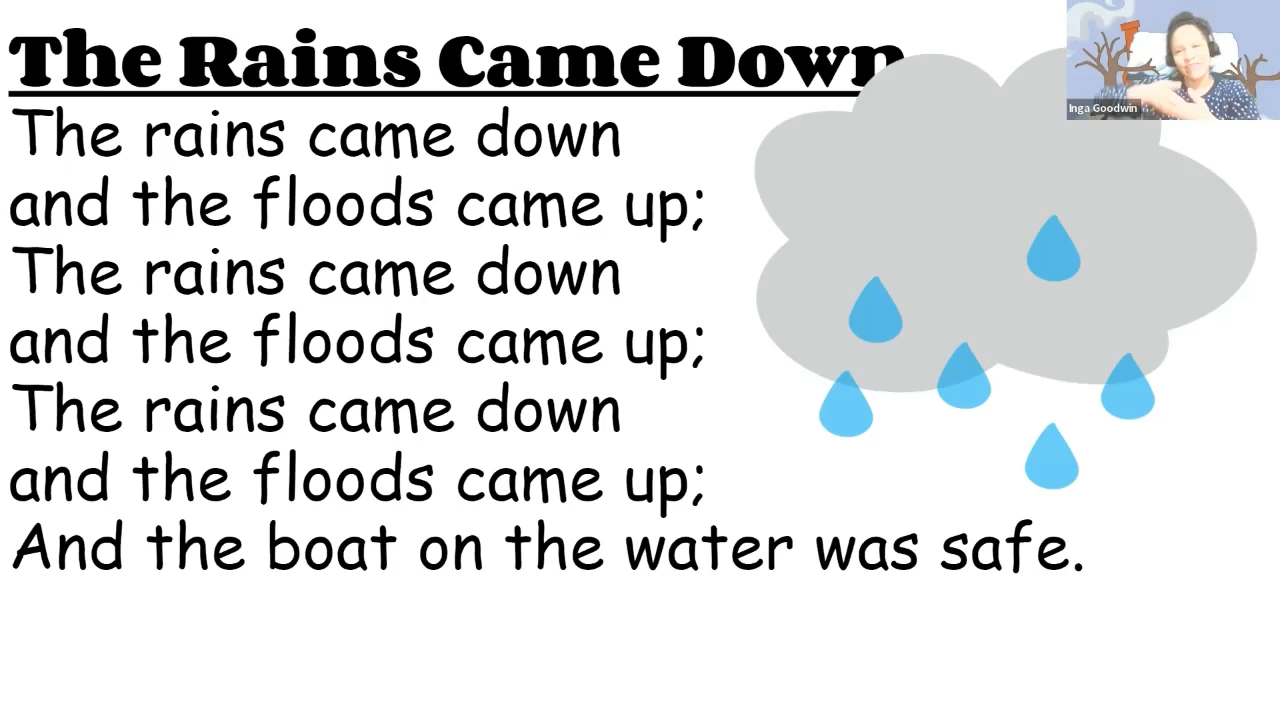 The Rains Came Down
Inga Goodwin
The rains came down
and the floods came up;
The rains came down
and the floods came up;
The rains came down
and the floods came up;
And the boat on the water was safe.